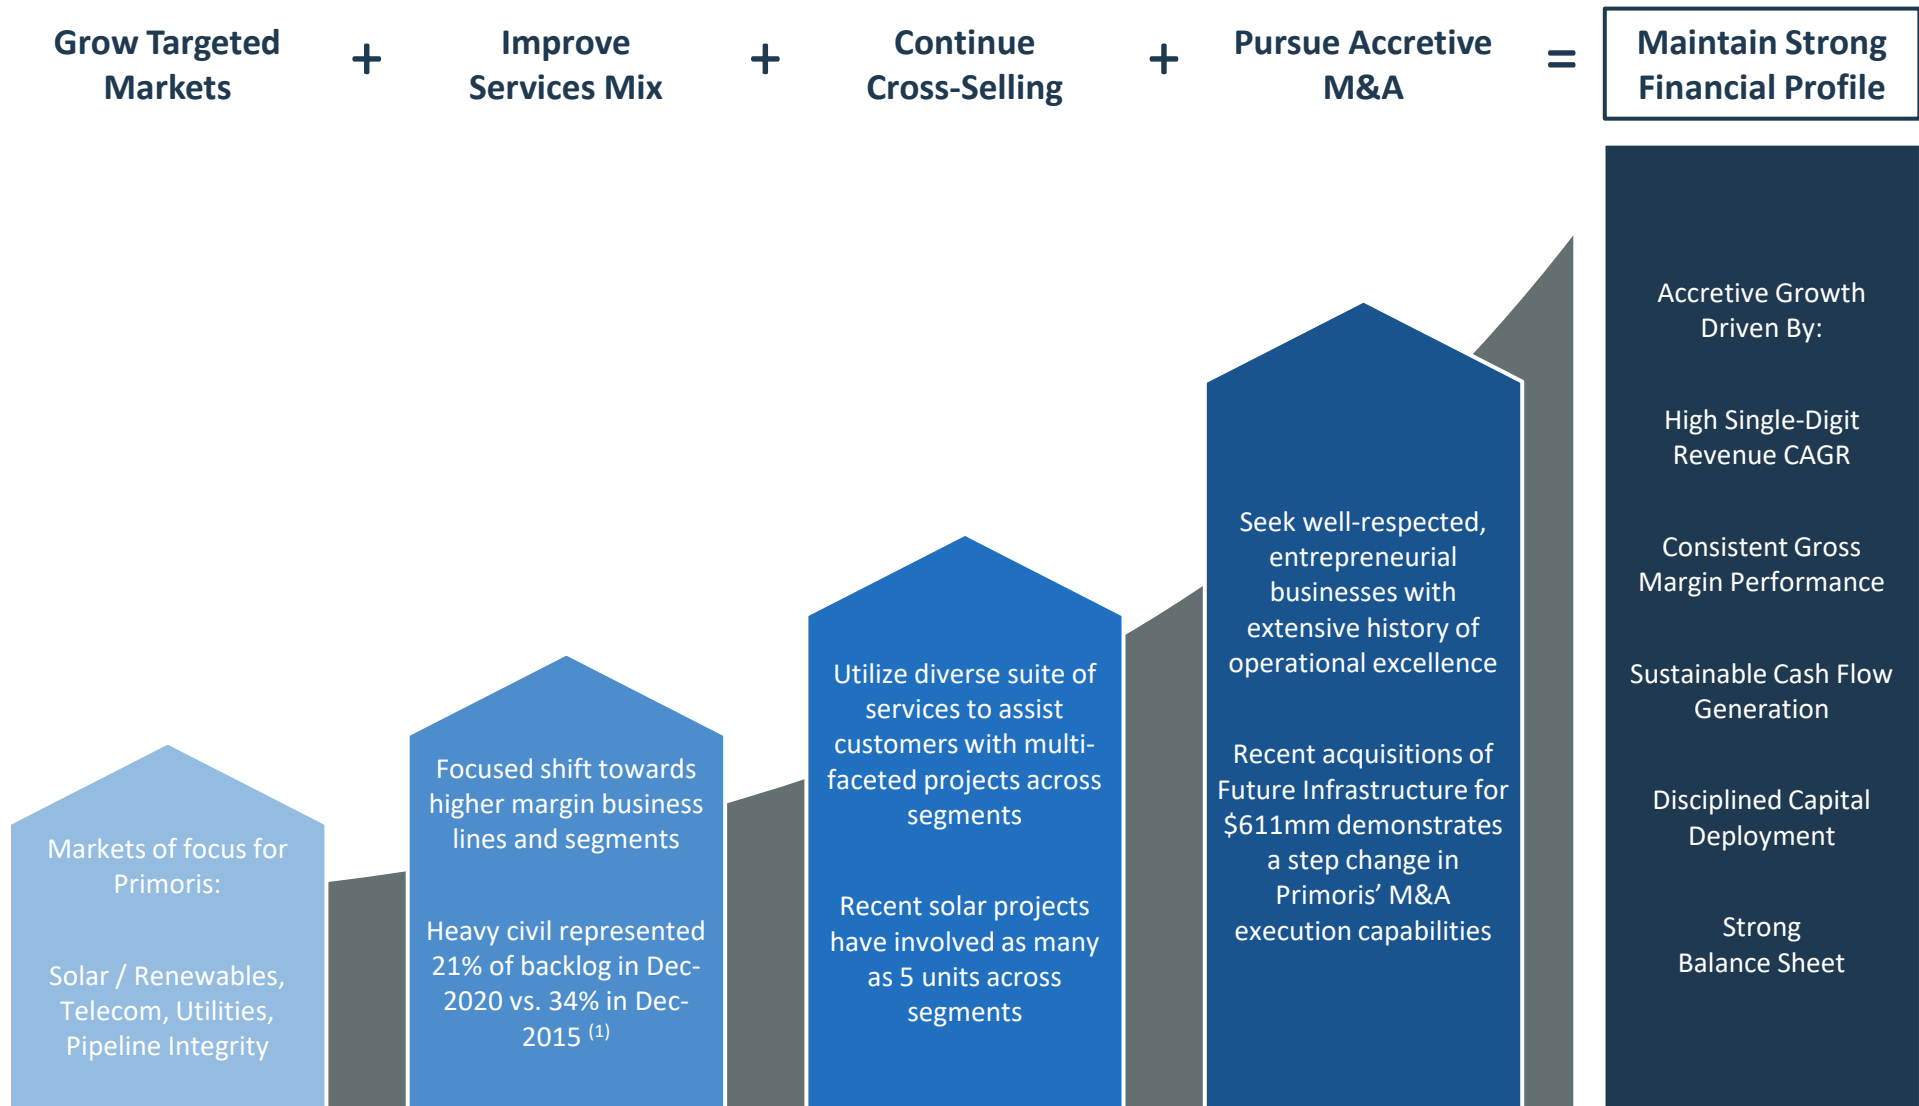 Grow Targeted
Markets
+
Improve
Services Mix
+
Continue
Cross-Selling
+
Pursue Accretive
M&A
=
Maintain Strong
Financial Profile
Markets of focus for
Primoris:
Solar / Renewables,
Telecom, Utilities,
Pipeline Integrity
Focused shift towards
higher margin business
lines and segments
Heavy civil represented
21% of backlog in Dec-
2020 vs. 34% in Dec-
2015 (1)
Utilize diverse suite of
services to assist
customers with multi-
faceted projects across
segments
Recent solar projects
have involved as many
as 5 units across
segments
Seek well-respected,
entrepreneurial
businesses with
extensive history of
operational excellence
Recent acquisitions of
Future Infrastructure for
$611mm demonstrates
a step change in
Primoris’ M&A
execution capabilities
Accretive Growth
Driven By:
High Single-Digit
Revenue CAGR
Consistent Gross
Margin Performance
Sustainable Cash Flow
Generation
Disciplined Capital
Deployment
Strong
Balance Sheet